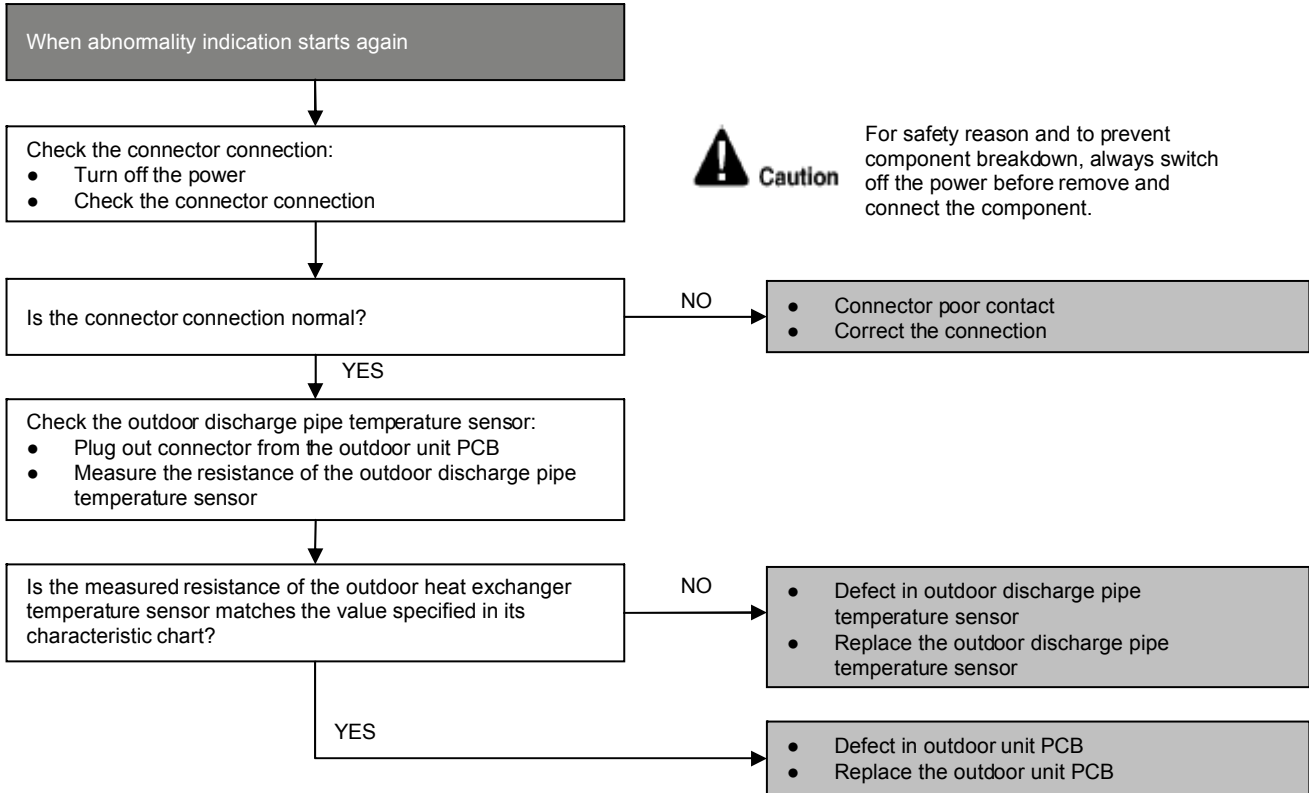 When abnormality indication starts again
Check the connector connection:
● Turn off the power
● Check the connector connection
Caution
For safety reason and to prevent
component breakdown, always switch
off the power before remove and
connect the component.
Is the connector connection normal?
NO
● Connector poor contact
● Correct the connection
YES
Check the outdoor discharge pipe temperature sensor:
● Plug out connector from the outdoor unit PCB
● Measure the resistance of the outdoor discharge pipe
temperature sensor
Is the measured resistance of the outdoor heat exchanger
temperature sensor matches the value specified in its
characteristic chart?
NO
● Defect in outdoor discharge pipe
temperature sensor
● Replace the outdoor discharge pipe
temperature sensor
YES
● Defect in outdoor unit PCB
● Replace the outdoor unit PCB